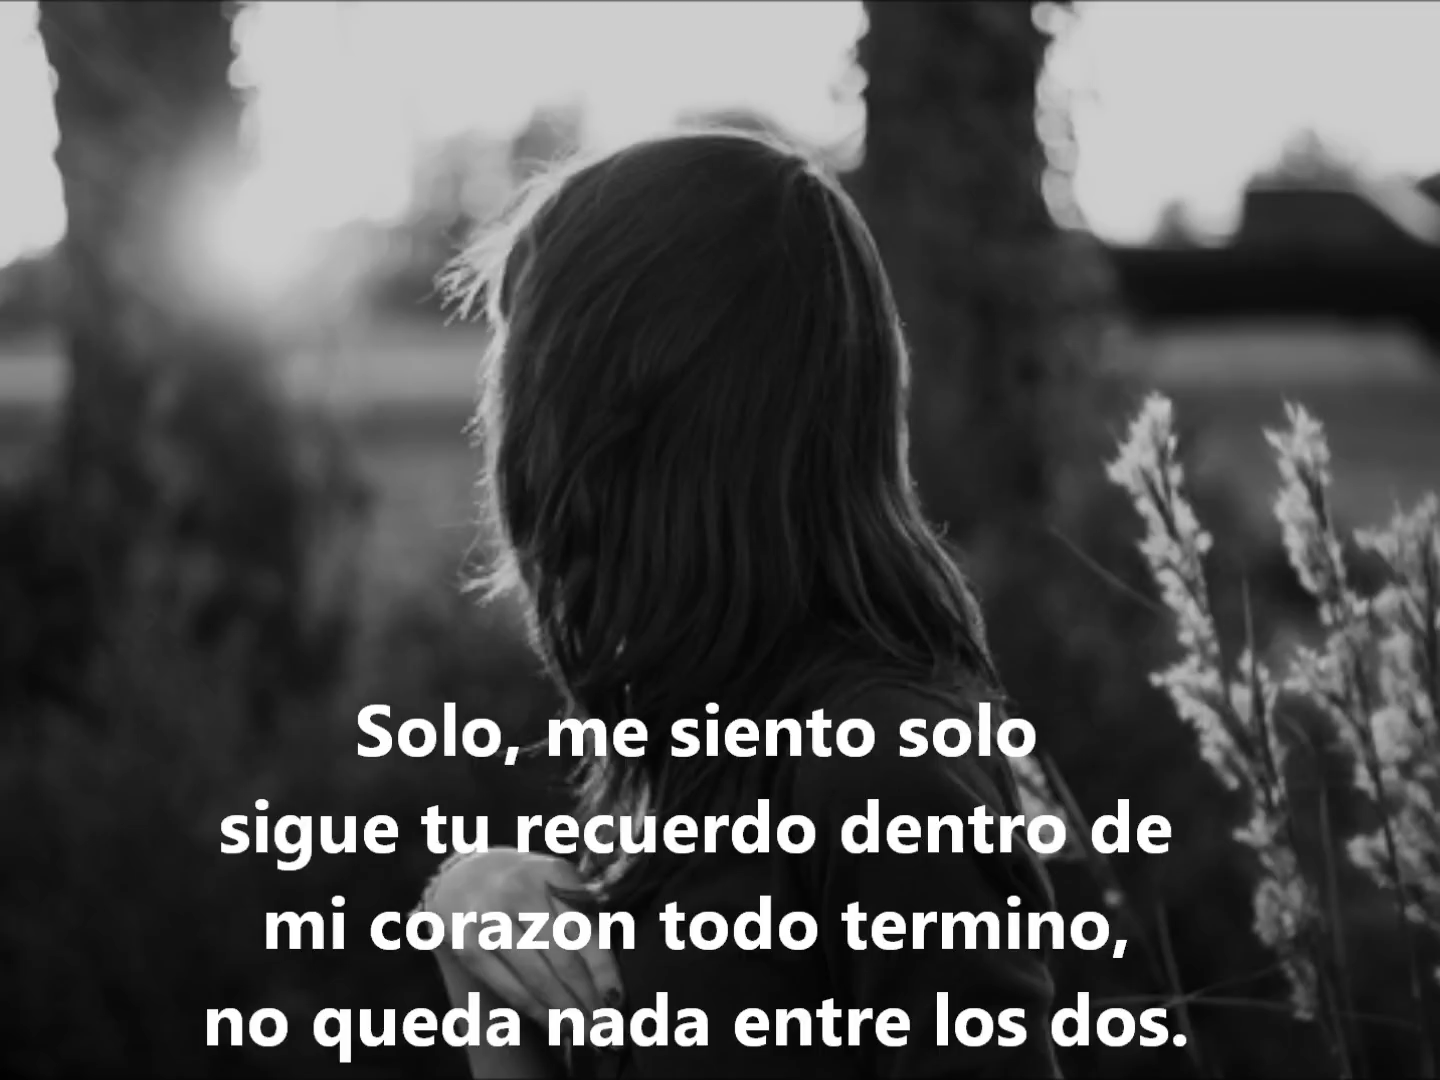 Solo, me siento solo
sigue tu recuerdo dentro de
mi corazon todo termino,
no queda nada entre los dos.